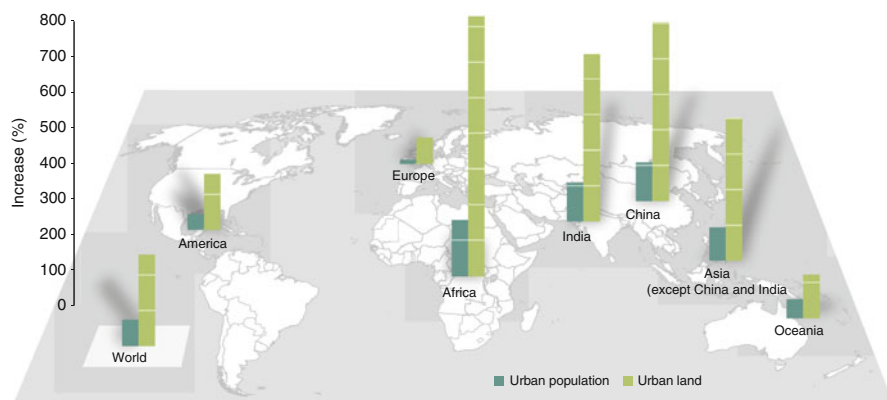 800
700
600
500
400
300
200
100
0
Increase (%)
Europe
America
China
India
Africa
Asia
(except China and India
Oceania
World
Urban population
Urban land